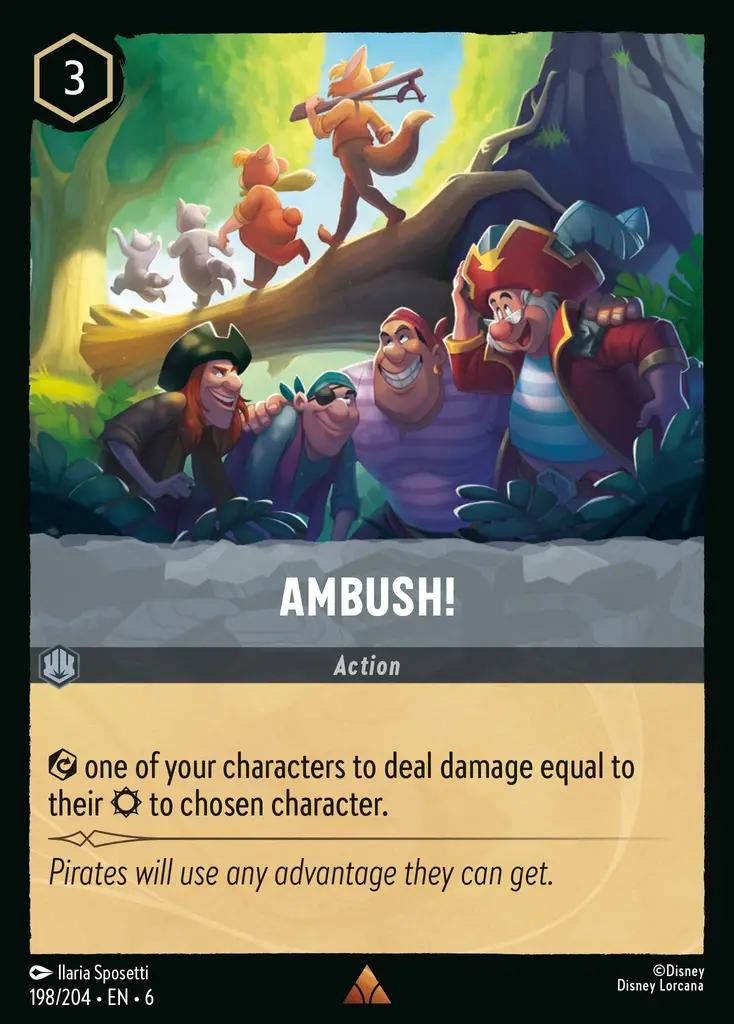 3
AMBUSH!
Action
one of your characters to deal damage equal to
their to chosen character.
Pirates will use any advantage they can get.
Ilaria Sposetti
198/204 • EN • 6
©Disney
Disney Lorcana